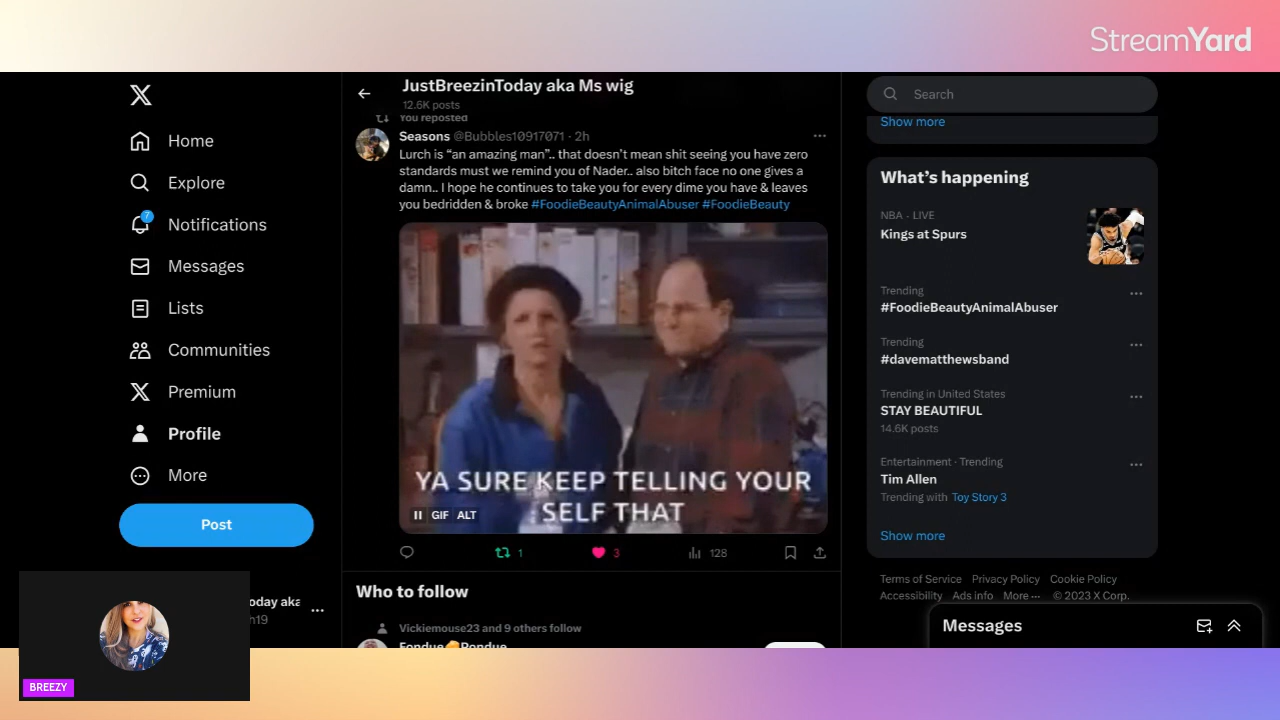 StreamYard
Home
Explore
7
Notifications
Messages
Lists
Communities
Premium
Profile
More
Post
oday aka
h19
BREEZY
JustBreezinToday aka Ms wig
12.6K posts
You reposted
Seasons @Bubbles10917071 · 2h
Lurch is “an amazing man”.. that doesn’t mean shit seeing you have zero
standards must we remind you of Nader.. also bitch face no one gives a
damn.. I hope he continues to take you for every dime you have & leaves
you bedridden & broke #FoodieBeautyAnimalAbuser #FoodieBeauty
YA SURE KEEP TELLING YOUR
SELF THAT
GIF ALT
1 3 128
Who to follow
Vickiemouse23 and 9 others follow
Fondue🧀Pondue
Search
Show more
What’s happening
NBA · LIVE
Kings at Spurs
Trending
#FoodieBeautyAnimalAbuser
Trending
#davematthewsband
Trending in United States
STAY BEAUTIFUL
14.6K posts
Entertainment · Trending
Tim Allen
Trending with Toy Story 3
Show more
Terms of Service Privacy Policy Cookie Policy
Accessibility Ads info More ··· © 2023 X Corp.
Messages